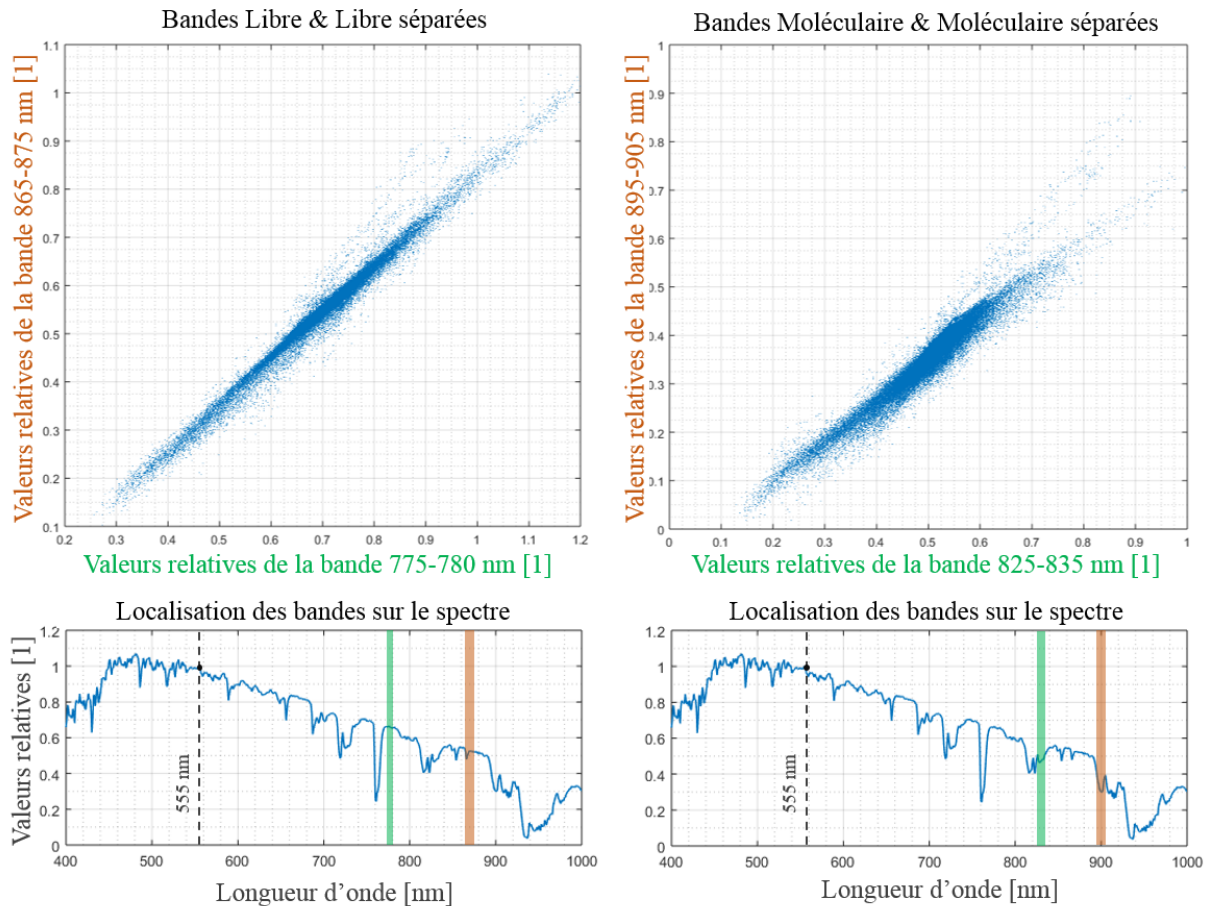 Bandes Libre & Libre séparées
Valeurs relatives de la bande 865-875 nm [1]
1.1
1
0.9
0.8
0.7
0.6
0.5
0.4
0.3
0.2
0.1
0.2 0.3 0.4 0.5 0.6 0.7 0.8 0.9 1 1.1 1.2
Valeurs relatives de la bande 775-780 nm [1]
Bandes Moléculaire & Moléculaire séparées
Valeurs relatives de la bande 895-905 nm [1]
1
0.9
0.8
0.7
0.6
0.5
0.4
0.3
0.2
0.1
0
0 0.1 0.2 0.3 0.4 0.5 0.6 0.7 0.8 0.9 1
Valeurs relatives de la bande 825-835 nm [1]
Localisation des bandes sur le spectre
Valeurs relatives [1]
1.2
1
0.8
0.6
0.4
0.2
0
555 nm
400 500 600 700 800 900 1000
Longueur d’onde [nm]
Localisation des bandes sur le spectre
1.2
1
0.8
0.6
0.4
0.2
0
555 nm
400 500 600 700 800 900 1000
Longueur d’onde [nm]